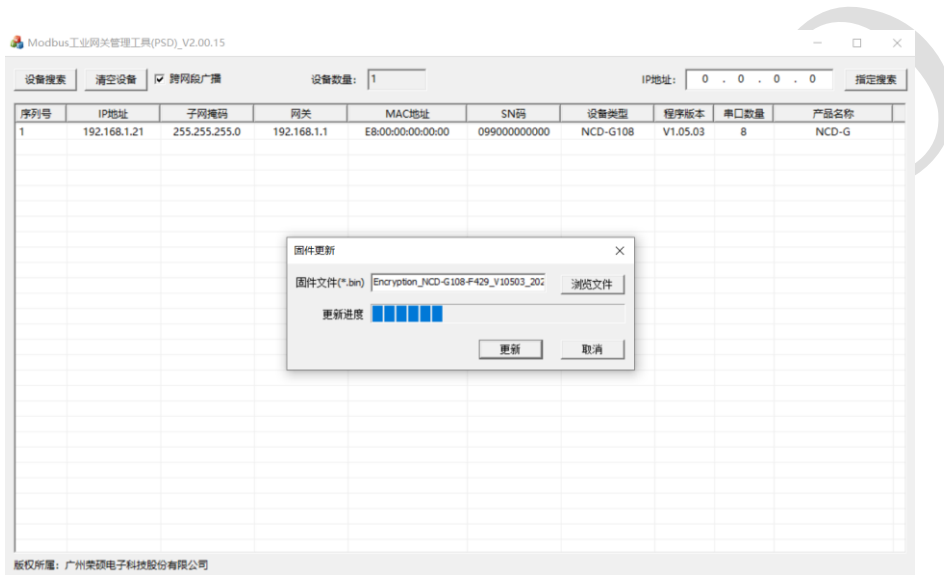 Modbus工业网关管理工具(PSD)_V2.00.15
设备搜索 清空设备 跨网段广播 设备数量: 1 IP地址: 0 . 0 . 0 . 0 指定搜索
序列号 IP地址 子网掩码 网关 MAC地址 SN码 设备类型 程序版本 串口数量 产品名称
1 192.168.1.21 255.255.255.0 192.168.1.1 E8:00:00:00:00:00 099000000000 NCD-G108 V1.05.03 8 NCD-G
固件更新
固件文件(*.bin) Encryption_NCD-G108-F429_V10503_202 浏览文件
更新进度
更新 取消
版权所属：广州荣硕电子科技股份有限公司